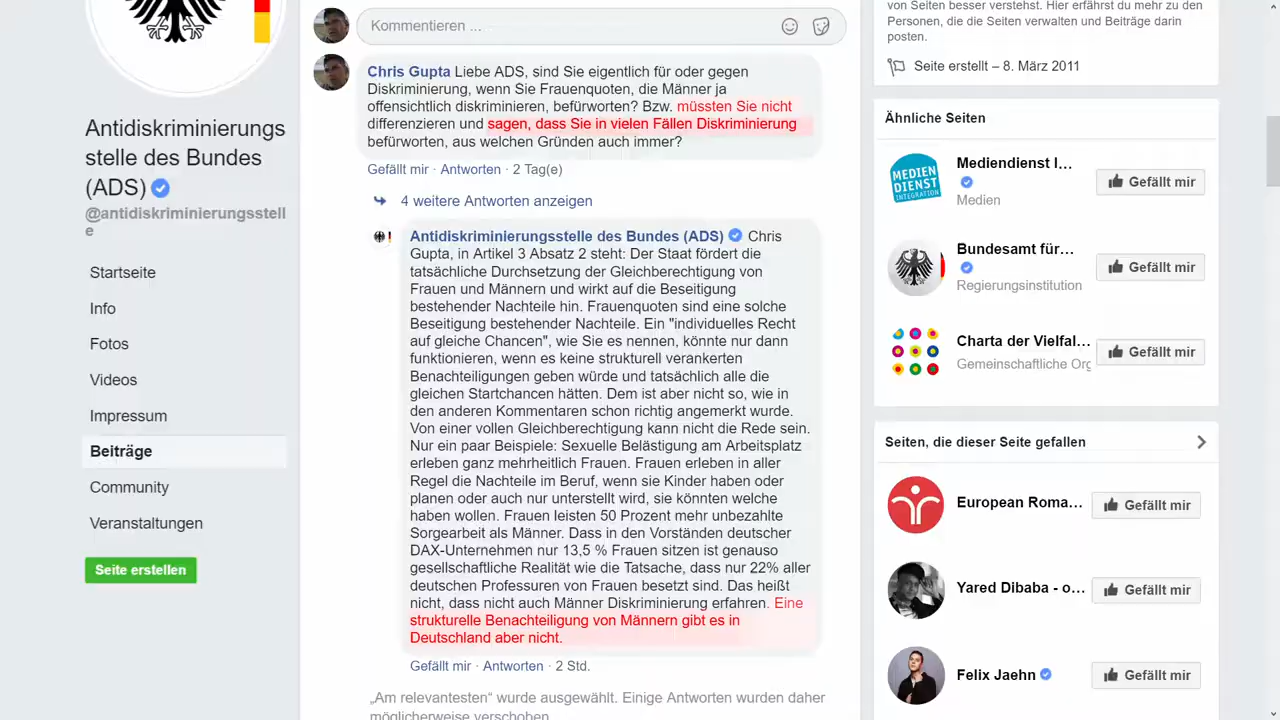 Antidiskriminierungs
stelle des Bundes
(ADS)
@antidiskriminierungsstell
e
Startseite
Info
Fotos
Videos
Impressum
Beiträge
Community
Veranstaltungen
Seite erstellen
Kommentieren ...
Chris Gupta Liebe ADS, sind Sie eigentlich für oder gegen
Diskriminierung, wenn Sie Frauenquoten, die Männer ja
offensichtlich diskriminieren, befürworten? Bzw. müssten Sie nicht
differenzieren und sagen, dass Sie in vielen Fällen Diskriminierung
befürworten, aus welchen Gründen auch immer?
Gefällt mir · Antworten · 2 Tag(e)
4 weitere Antworten anzeigen
Antidiskriminierungsstelle des Bundes (ADS) Chris
Gupta, in Artikel 3 Absatz 2 steht: Der Staat fördert die
tatsächliche Durchsetzung der Gleichberechtigung von
Frauen und Männern und wirkt auf die Beseitigung
bestehender Nachteile hin. Frauenquoten sind eine solche
Beseitigung bestehender Nachteile. Ein "individuelles Recht
auf gleiche Chancen", wie Sie es nennen, könnte nur dann
funktionieren, wenn es keine strukturell verankerten
Benachteiligungen geben würde und tatsächlich alle die
gleichen Startchancen hätten. Dem ist aber nicht so, wie in
den anderen Kommentaren schon richtig angemerkt wurde.
Von einer vollen Gleichberechtigung kann nicht die Rede sein.
Nur ein paar Beispiele: Sexuelle Belästigung am Arbeitsplatz
erleben ganz mehrheitlich Frauen. Frauen erleben in aller
Regel die Nachteile im Beruf, wenn sie Kinder haben oder
planen oder auch nur unterstellt wird, sie könnten welche
haben wollen. Frauen leisten 50 Prozent mehr unbezahlte
Sorgearbeit als Männer. Dass in den Vorständen deutscher
DAX-Unternehmen nur 13,5 % Frauen sitzen ist genauso
gesellschaftliche Realität wie die Tatsache, dass nur 22% aller
deutschen Professuren von Frauen besetzt sind. Das heißt
nicht, dass nicht auch Männer Diskriminierung erfahren. Eine
strukturelle Benachteiligung von Männern gibt es in
Deutschland aber nicht.
Gefällt mir · Antworten · 2 Std.
„Am relevantesten“ wurde ausgewählt. Einige Antworten wurden daher
möglicherweise verschoben.
von Seiten besser verstehst. Hier erfährst du mehr zu den
Personen, die die Seiten verwalten und Beiträge darin
posten.
Seite erstellt – 8. März 2011
Ähnliche Seiten
MEDIEN
DIENST
INTEGRATION
Mediendienst I...
Medien
Gefällt mir
Bundesamt für...
Regierungsinstitution
Gefällt mir
Charta der Vielfal...
Gemeinschaftliche Org
Gefällt mir
Seiten, die dieser Seite gefallen
European Roma...
Gefällt mir
Yared Dibaba - o...
Gefällt mir
Felix Jaehn
Gefällt mir